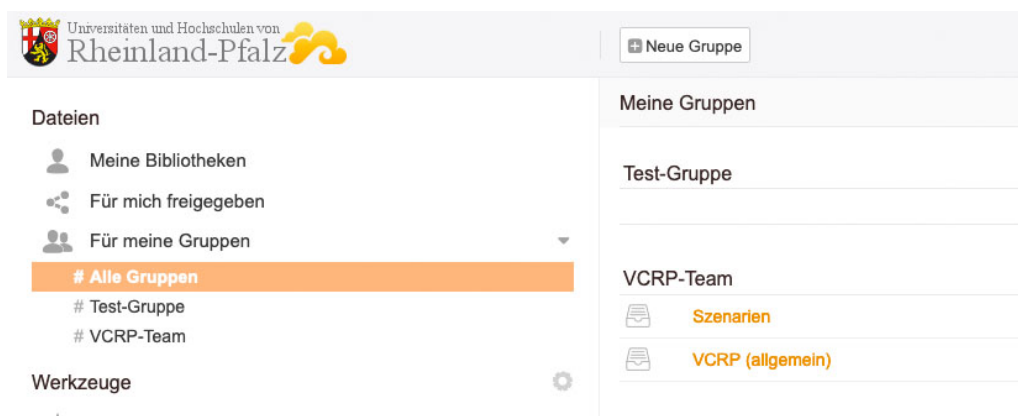 Universitäten und Hochschulen von
Rheinland-Pfalz
Neue Gruppe
Dateien
Meine Bibliotheken
Für mich freigegeben
Für meine Gruppen
# Alle Gruppen
# Test-Gruppe
# VCRP-Team
Werkzeuge
Meine Gruppen
Test-Gruppe
VCRP-Team
Szenarien
VCRP (allgemein)